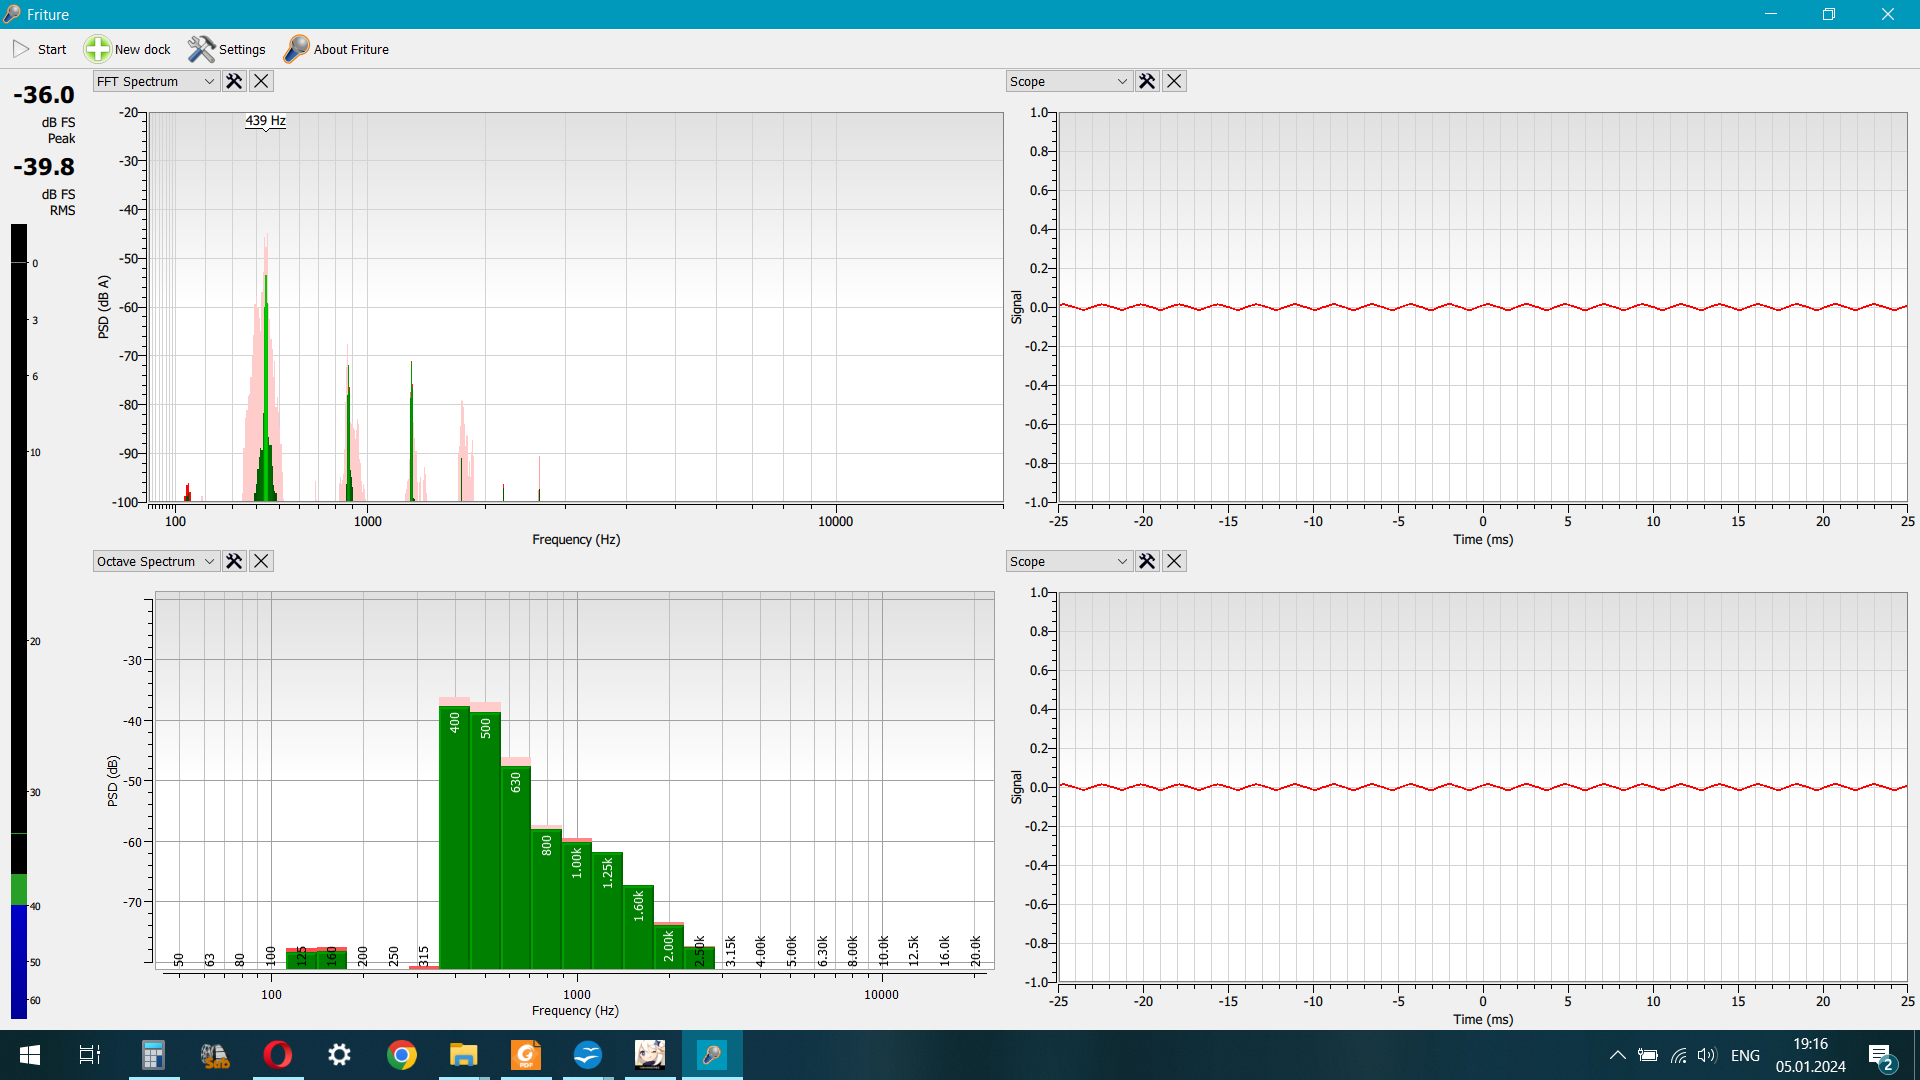 Friture
Start
New dock
Settings
About Friture
-36.0
dB FS
Peak
-39.8
dB FS
RMS
0
3
6
10
20
30
40
50
60
FFT Spectrum
439 Hz
-20
-30
-40
-50
-60
-70
-80
-90
-100
PSD (dB A)
100 1000 10000
Frequency (Hz)
Scope
1.0
0.8
0.6
0.4
0.2
0.0
-0.2
-0.4
-0.6
-0.8
-1.0
Signal
-25 -20 -15 -10 -5 0 5 10 15 20 25
Time (ms)
Octave Spectrum
-30
-40
-50
-60
-70
PSD (dB)
50 63 80 100 125 160 200 250 315 400 500 630 800 1.00k 1.25k 1.60k 2.00k 2.50k 3.15k 4.00k 5.00k 6.30k 8.00k 10.0k 12.5k 16.0k 20.0k
100 1000 10000
Frequency (Hz)
Scope
1.0
0.8
0.6
0.4
0.2
0.0
-0.2
-0.4
-0.6
-0.8
-1.0
Signal
-25 -20 -15 -10 -5 0 5 10 15 20 25
Time (ms)
Sab
PDF
ENG
19:16
05.01.2024
2